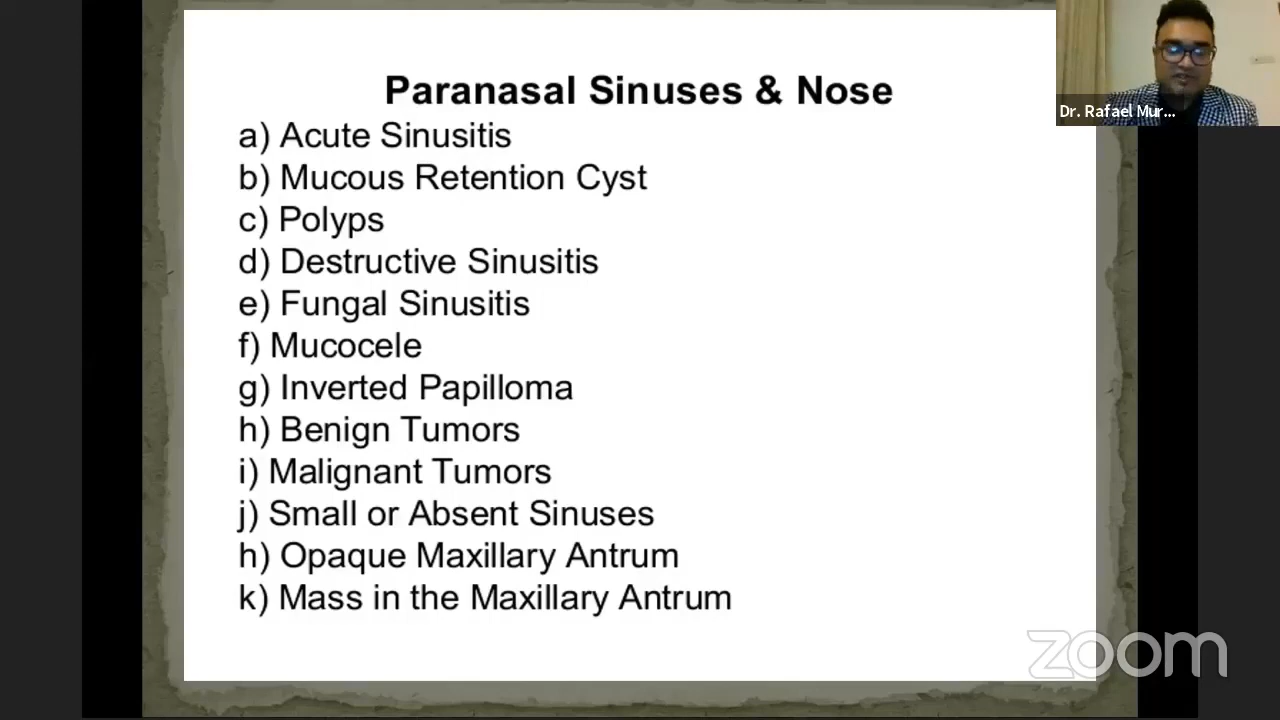 Paranasal Sinuses & Nose
a) Acute Sinusitis
b) Mucous Retention Cyst
c) Polyps
d) Destructive Sinusitis
e) Fungal Sinusitis
f) Mucocele
g) Inverted Papilloma
h) Benign Tumors
i) Malignant Tumors
j) Small or Absent Sinuses
h) Opaque Maxillary Antrum
k) Mass in the Maxillary Antrum
Dr. Rafael Mur...
zoom